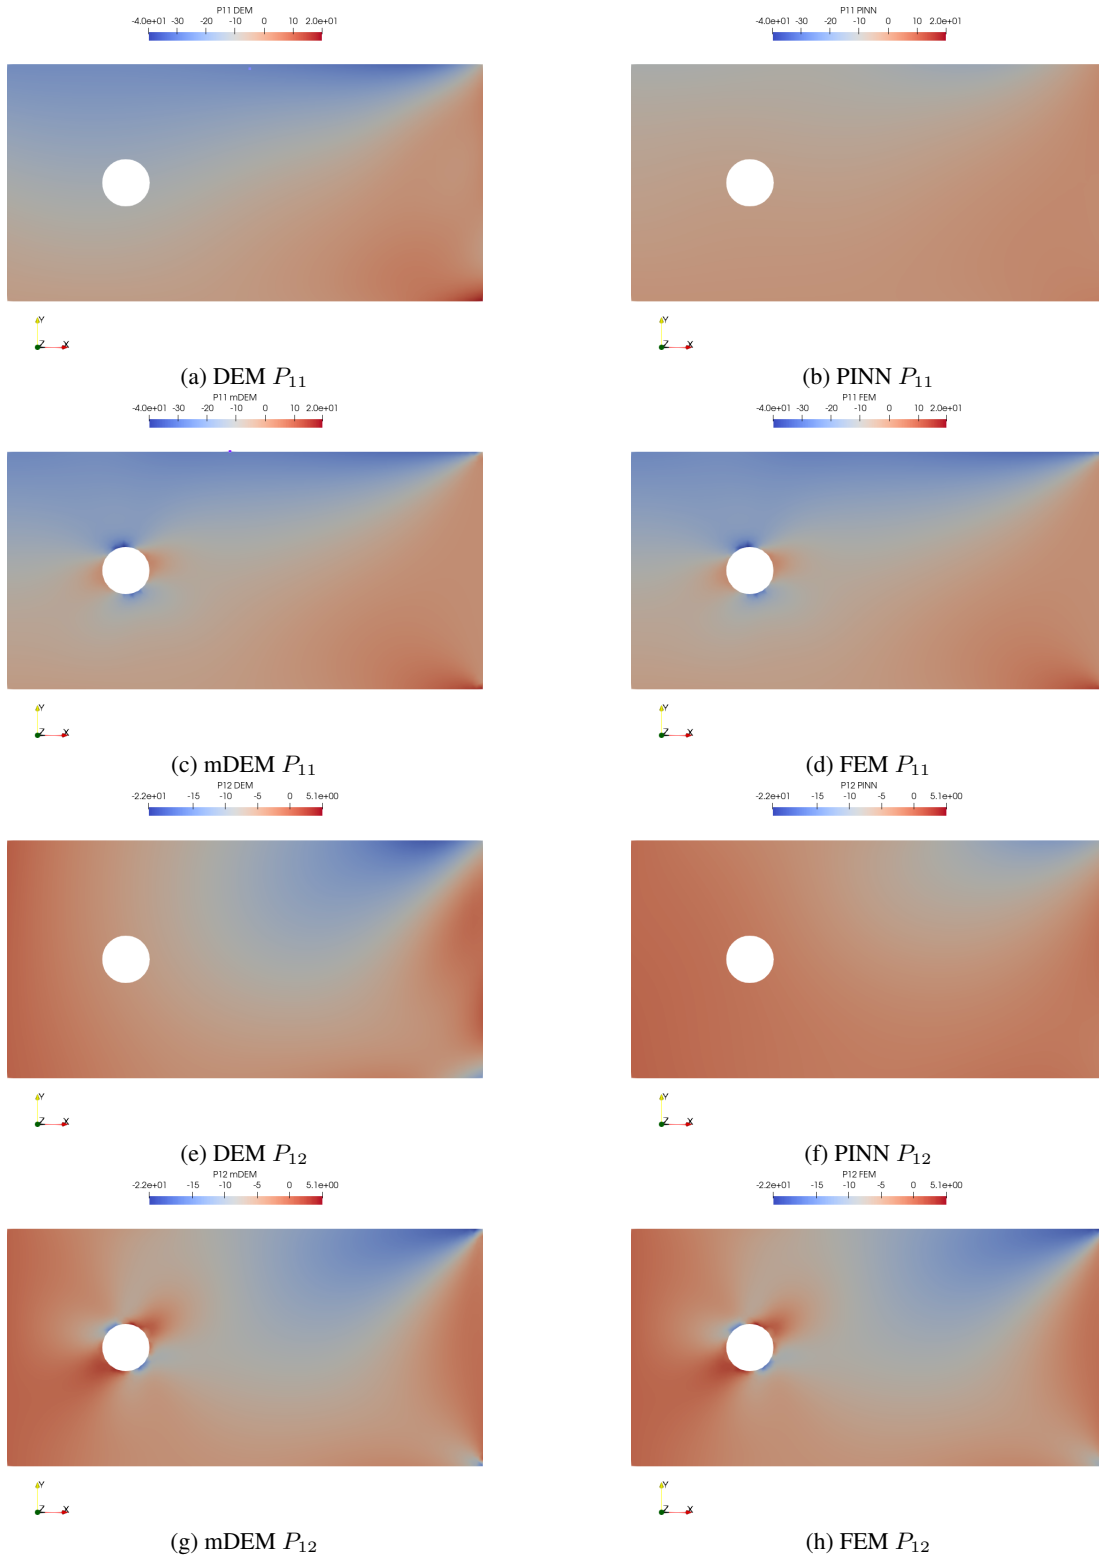 P11 DEM
-4.0e+01 -30 -20 -10 0 10 2.0e+01
P11 PINN
-4.0e+01 -30 -20 -10 0 10 2.0e+01
Y
Z X
Y
Z X
(a) DEM P11
(b) PINN P11
P11 mDEM
-4.0e+01 -30 -20 -10 0 10 2.0e+01
P11 FEM
-4.0e+01 -30 -20 -10 0 10 2.0e+01
Y
Z X
Y
Z X
(c) mDEM P11
(d) FEM P11
P12 DEM
-2.2e+01 -15 -10 -5 0 5.1e+00
P12 PINN
-2.2e+01 -15 -10 -5 0 5.1e+00
Y
Z X
Y
Z X
(e) DEM P12
(f) PINN P12
P12 mDEM
-2.2e+01 -15 -10 -5 0 5.1e+00
P12 FEM
-2.2e+01 -15 -10 -5 0 5.1e+00
Y
Z X
Y
Z X
(g) mDEM P12
(h) FEM P12